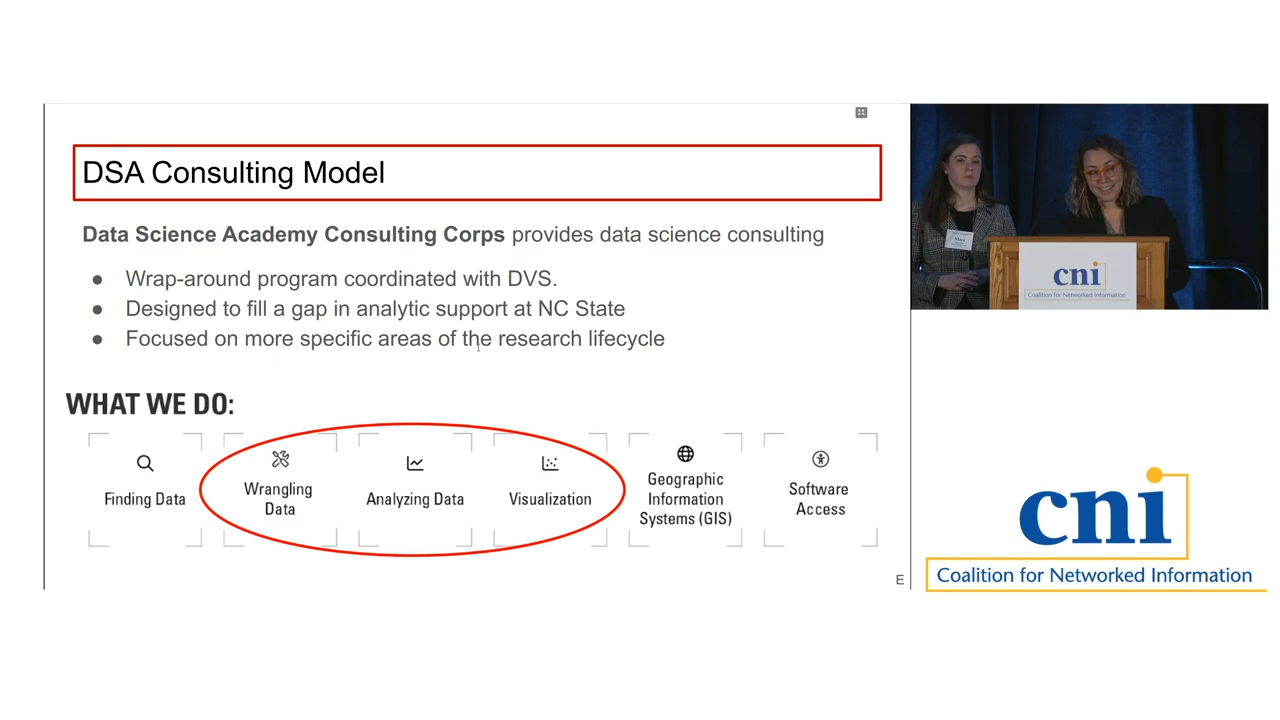 DSA Consulting Model
Data Science Academy Consulting Corps provides data science consulting
● Wrap-around program coordinated with DVS.
● Designed to fill a gap in analytic support at NC State
● Focused on more specific areas of the research lifecycle
WHAT WE DO:
Finding Data
Wrangling
Data
Analyzing Data
Visualization
Geographic
Information
Systems (GIS)
Software
Access
E
cni
Coalition for Networked Information
cni
Coalition for Networked Information